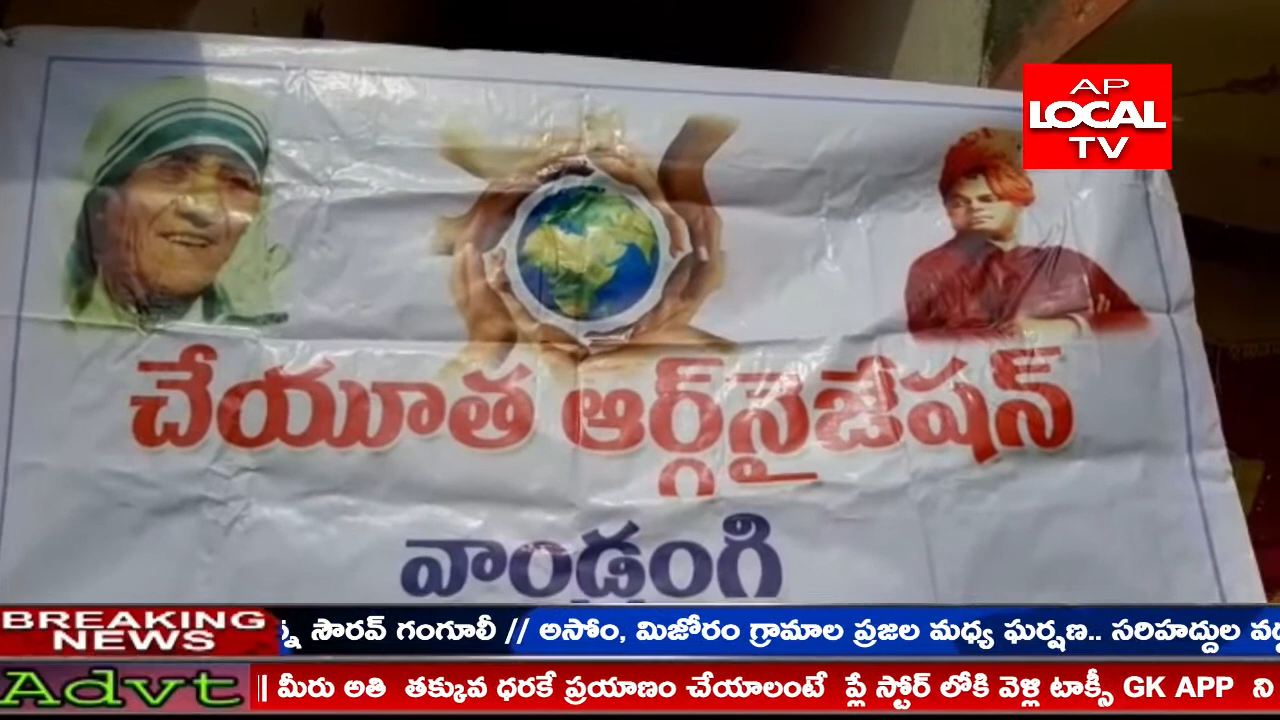 AP
LOCAL
TV
చేయూత ఆర్గ్‌నైజేషన్
వాండ్రంగి
BREAKING
NEWS
సౌరవ్ గంగూలీ // అసోం, మిజోరం గ్రామాల ప్రజల మధ్య ఘర్షణ.. సరిహద్దుల
Advt
|| మీరు అతి తక్కువ ధరకే ప్రయాణం చేయాలంటే ప్లే స్టోర్ లోకి వెళ్లి టాక్సీ GK APP ని